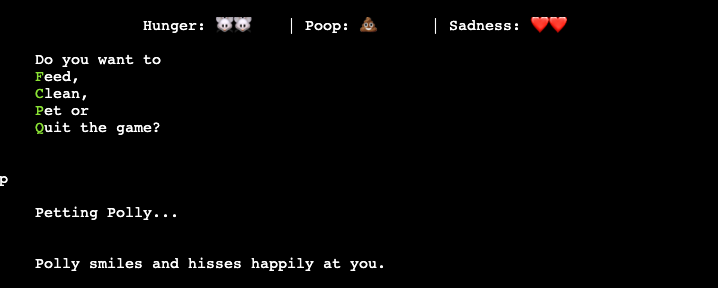 Hunger: 🐭🐭 | Poop: 💩 | Sadness: ❤️❤️
Do you want to
Feed,
Clean,
Pet or
Quit the game?
p
Petting Polly...
Polly smiles and hisses happily at you.